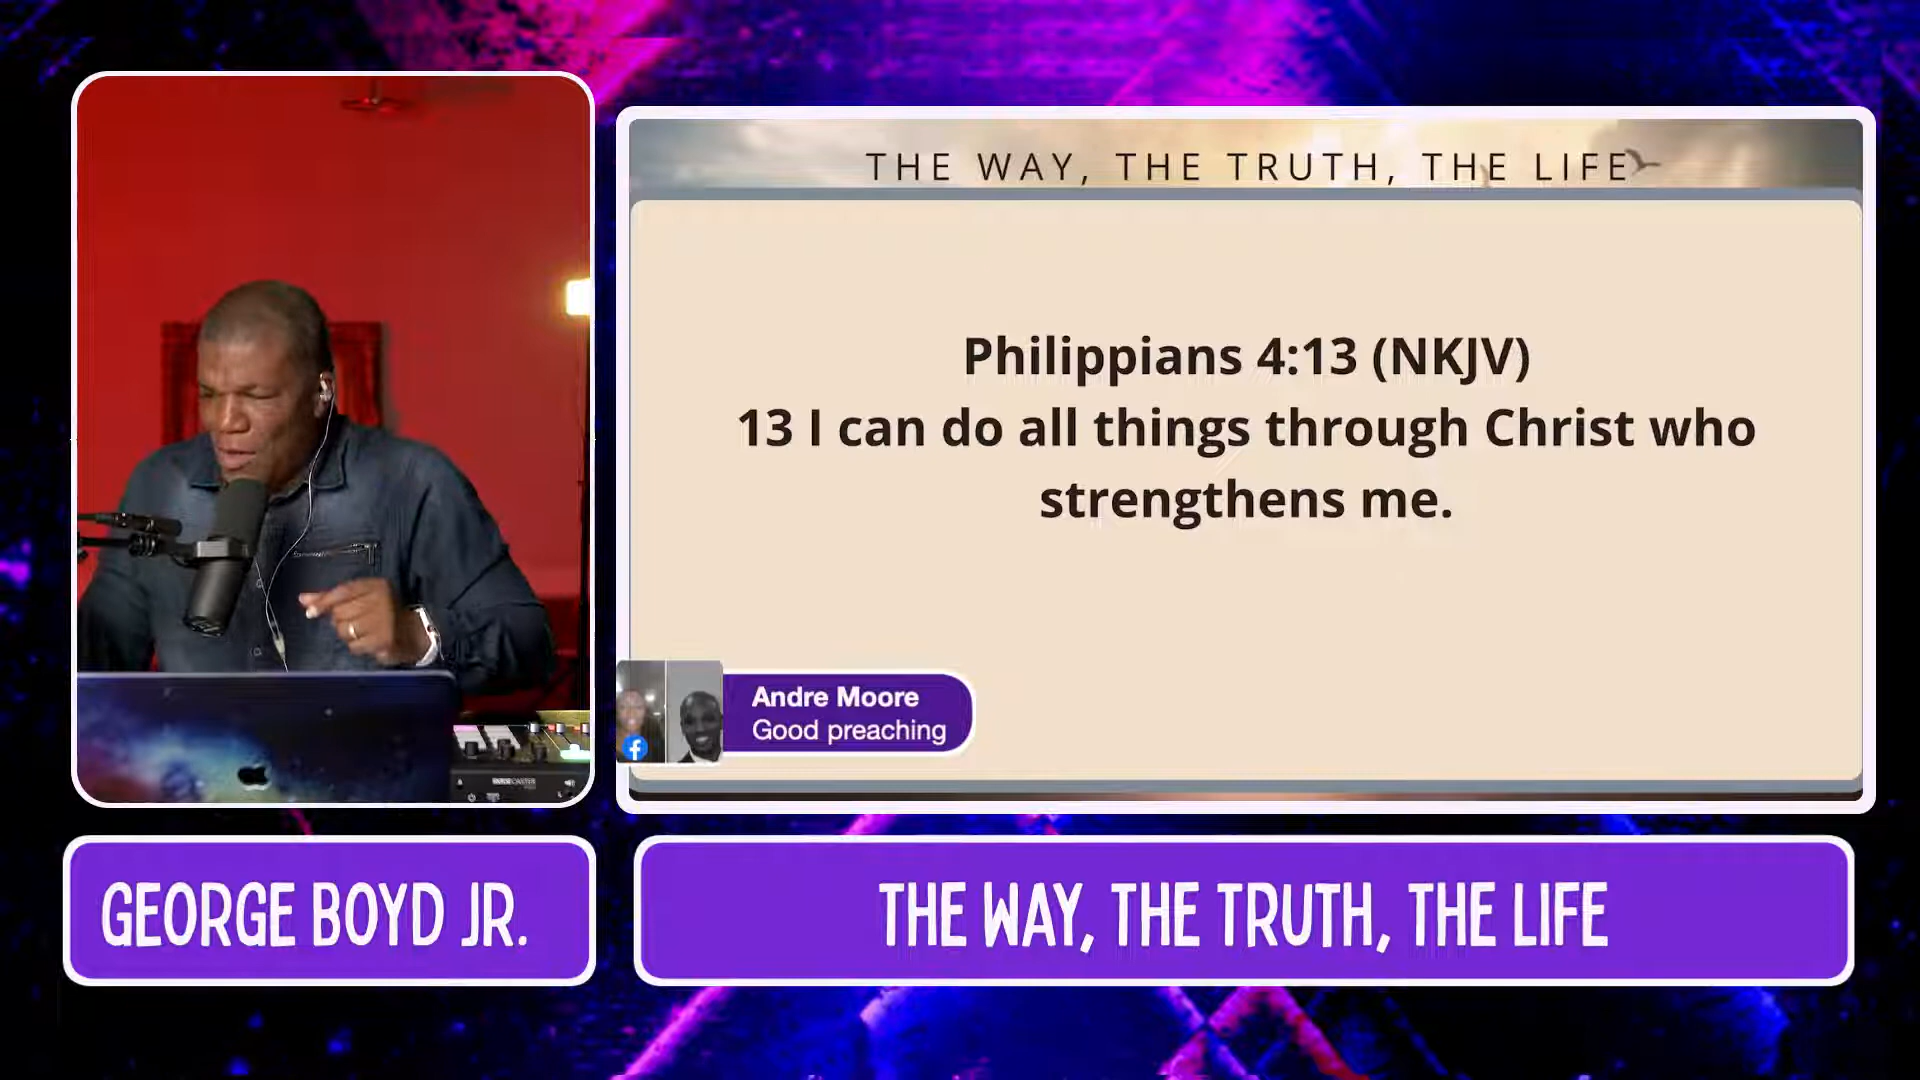 THE WAY, THE TRUTH, THE LIFE
Philippians 4:13 (NKJV)
13 I can do all things through Christ who
strengthens me.
Andre Moore
Good preaching
GEORGE BOYD JR.
THE WAY, THE TRUTH, THE LIFE